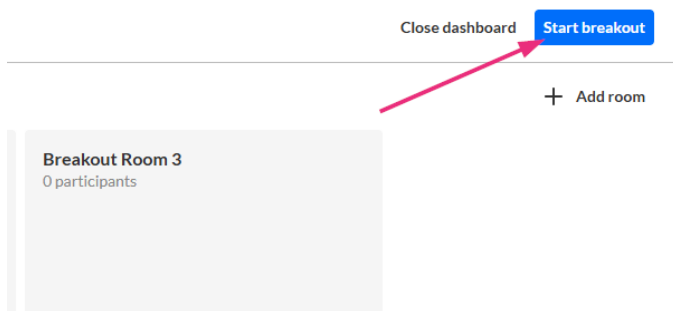 Close dashboard Start breakout
+ Add room
Breakout Room 3
0 participants